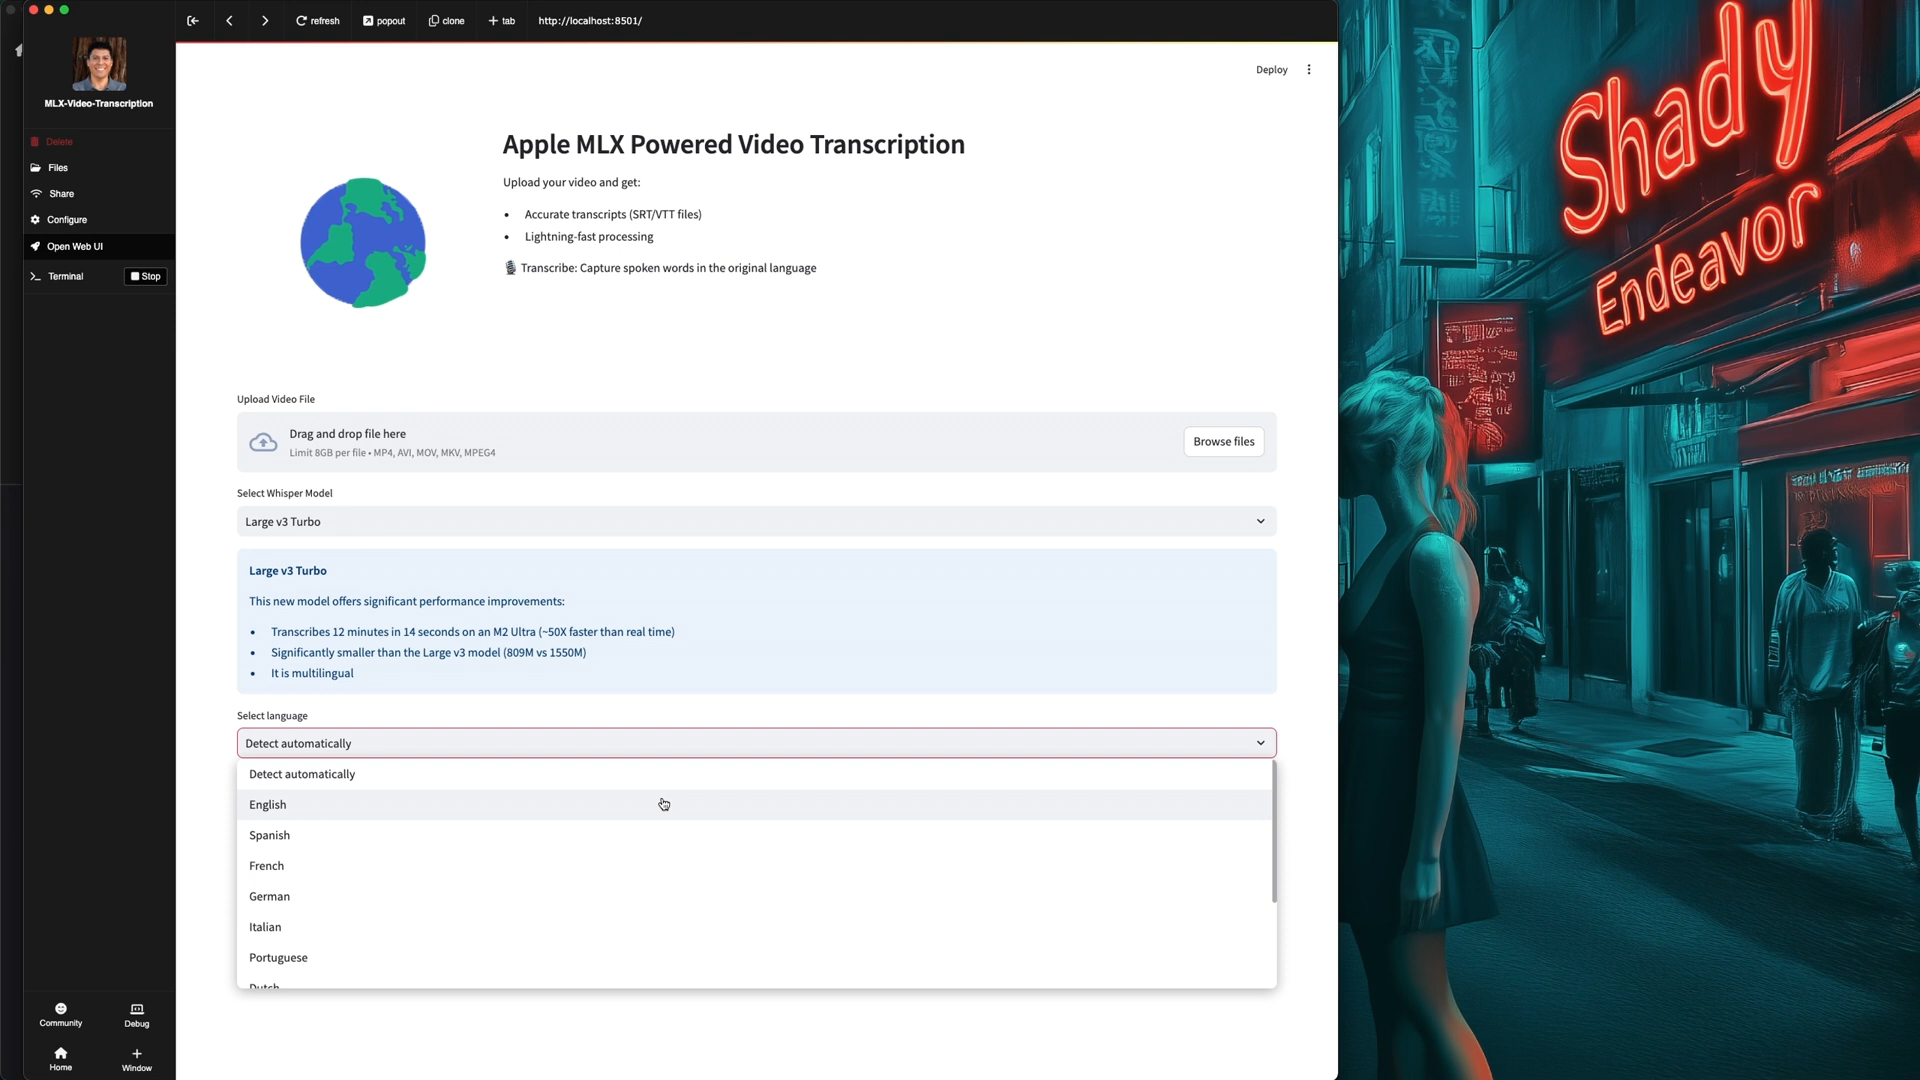 refresh
popout
clone
tab
http://localhost:8501/
MLX-Video-Transcription
Delete
Files
Share
Configure
Open Web UI
Terminal
Stop
Community
Debug
Home
Window
Deploy
Apple MLX Powered Video Transcription
Upload your video and get:
Accurate transcripts (SRT/VTT files)
Lightning-fast processing
Transcribe: Capture spoken words in the original language
Upload Video File
Drag and drop file here
Limit 8GB per file • MP4, AVI, MOV, MKV, MPEG4
Browse files
Select Whisper Model
Large v3 Turbo
Large v3 Turbo
This new model offers significant performance improvements:
Transcribes 12 minutes in 14 seconds on an M2 Ultra (~50X faster than real time)
Significantly smaller than the Large v3 model (809M vs 1550M)
It is multilingual
Select language
Detect automatically
Detect automatically
English
Spanish
French
German
Italian
Portuguese
Dutch
Shady
Endeavor